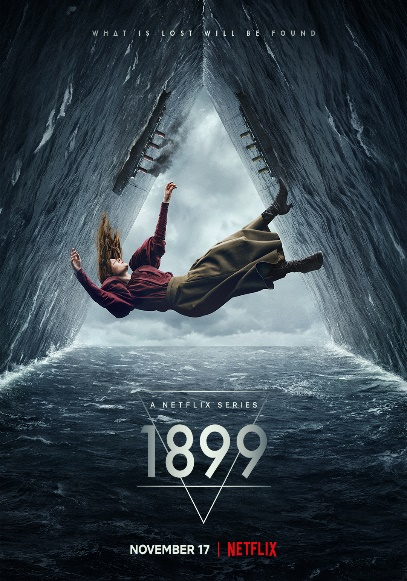 WHAT IS LOST WILL BE FOUND
A NETFLIX SERIES
1899
NOVEMBER 17 | NETFLIX